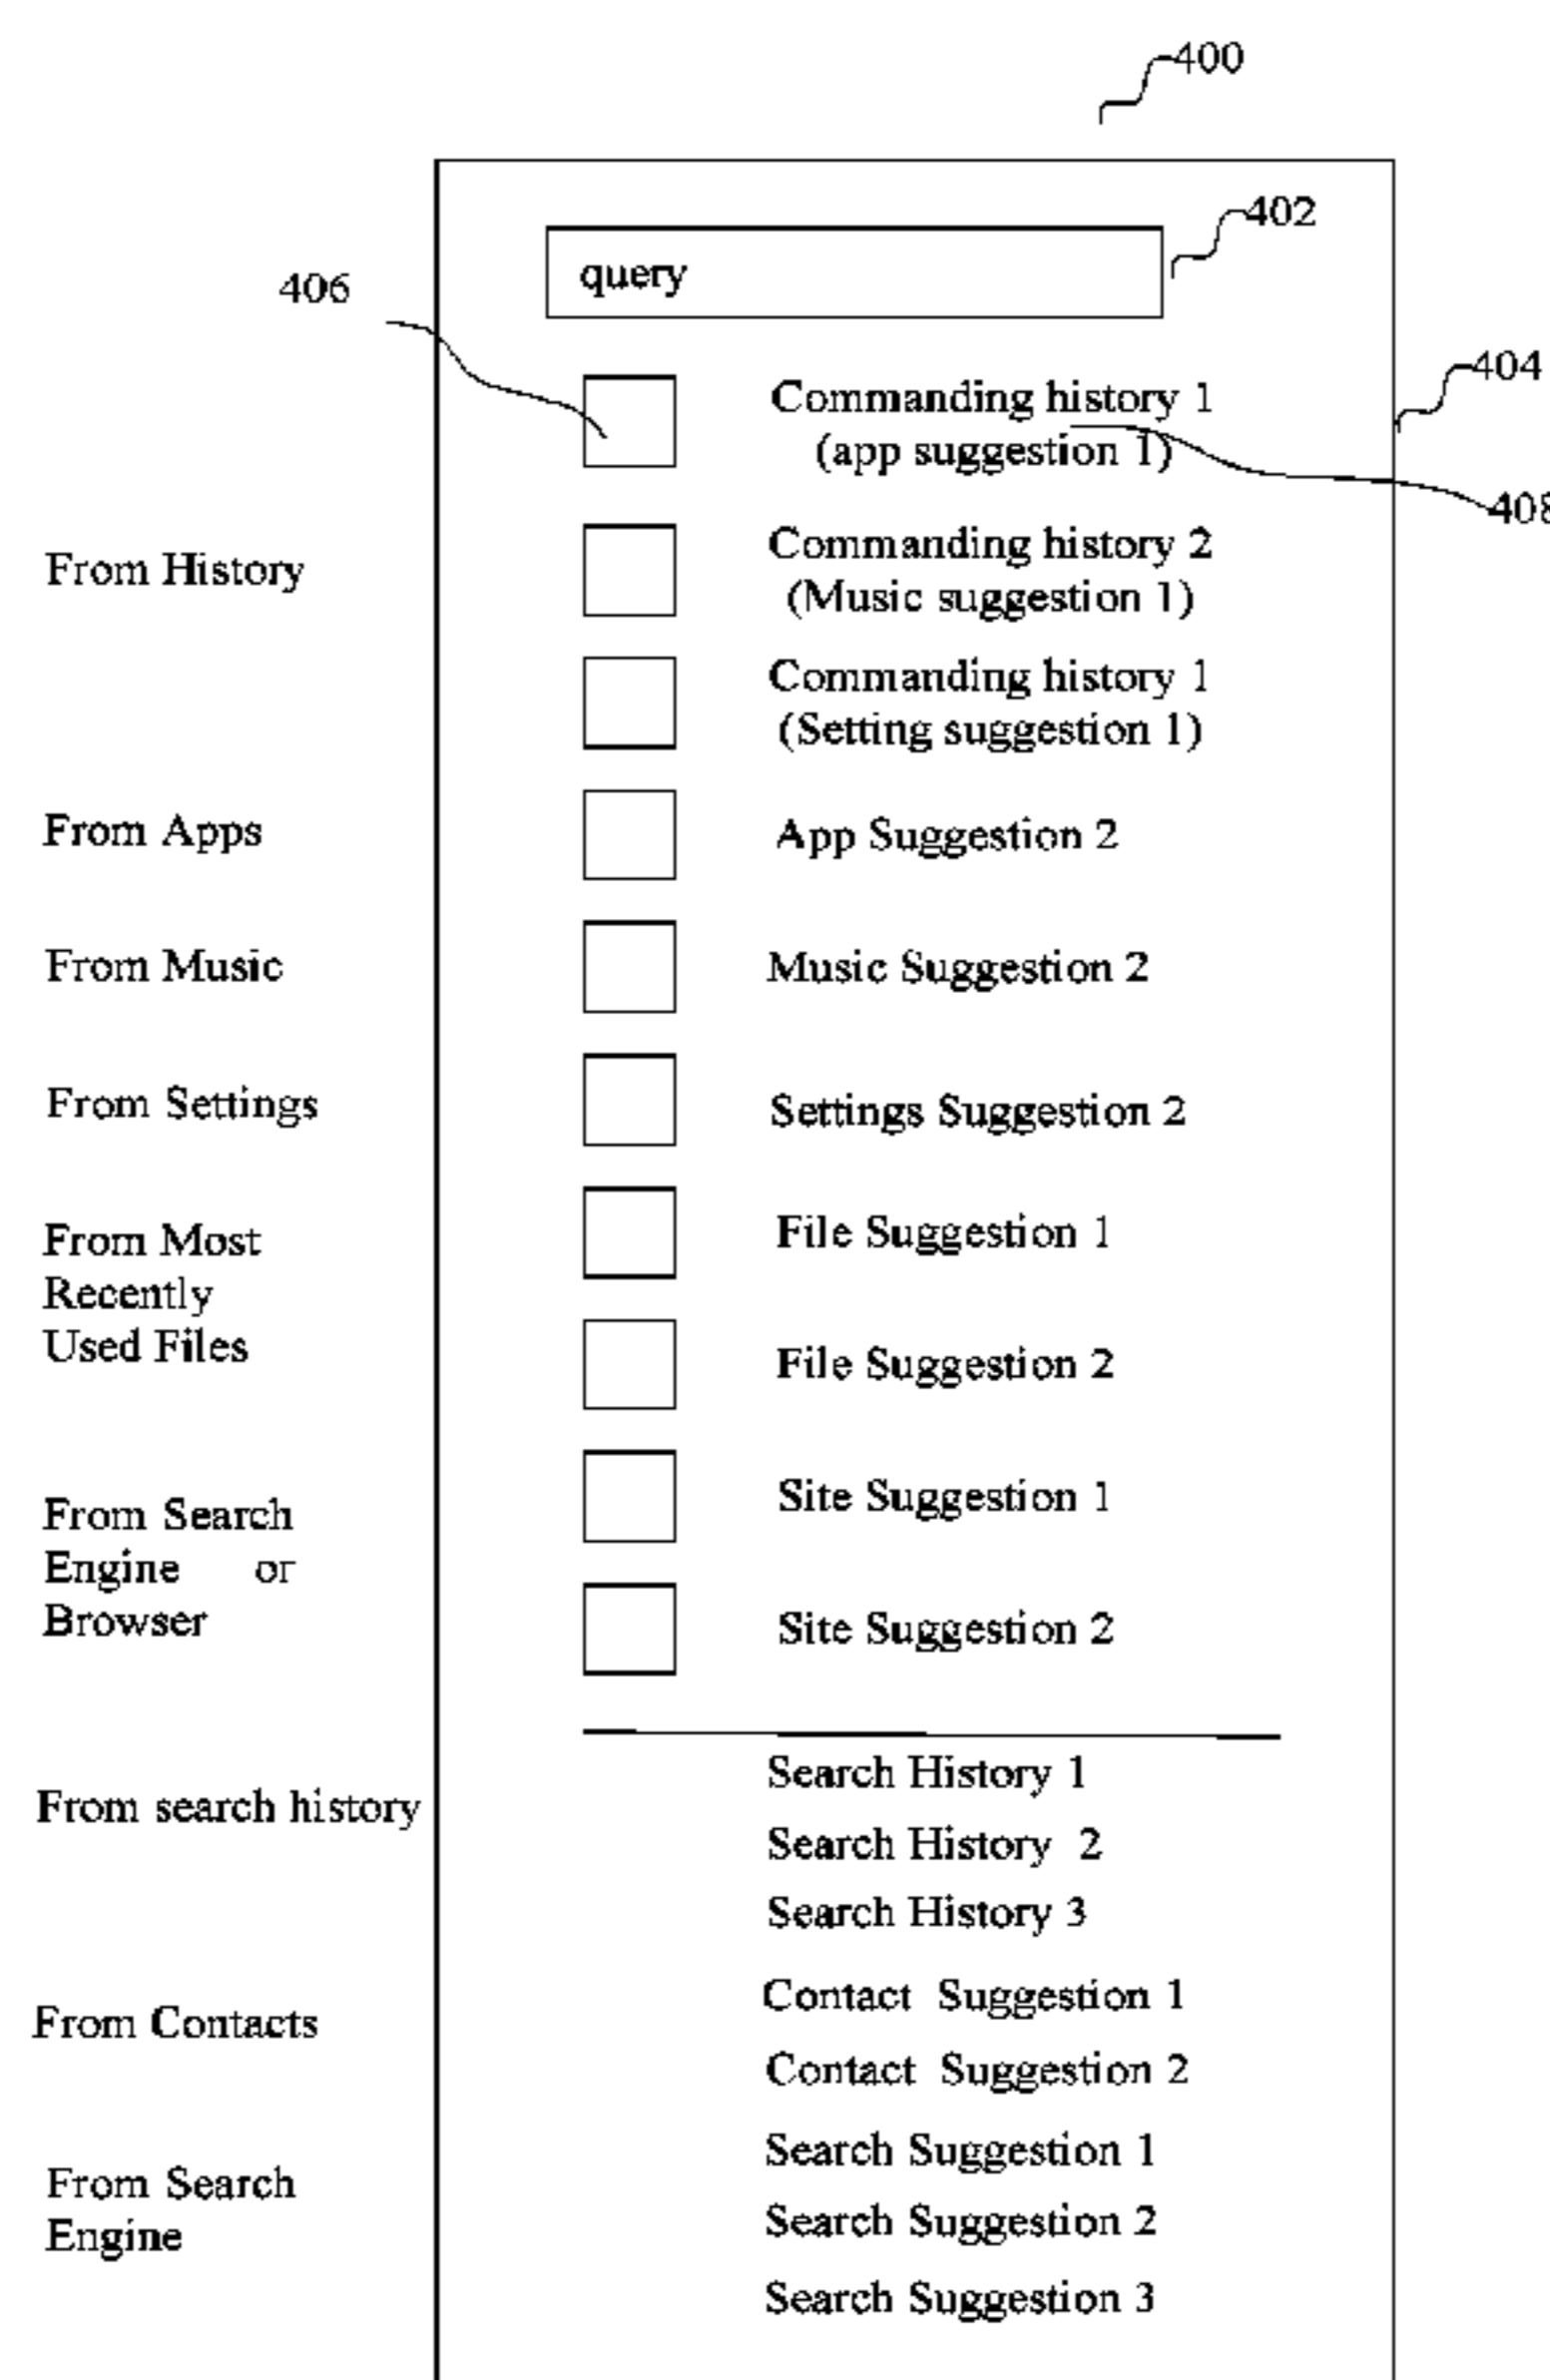 400
402
query
406
404
Commanding history 1
(app suggestion 1)
408
From History
Commanding history 2
(Music suggestion 1)
Commanding history 1
(Setting suggestion 1)
From Apps
App Suggestion 2
From Music
Music Suggestion 2
From Settings
Settings Suggestion 2
From Most
Recently
Used Files
File Suggestion 1
File Suggestion 2
From Search
Engine or
Browser
Site Suggestion 1
Site Suggestion 2
From search history
Search History 1
Search History 2
Search History 3
From Contacts
Contact Suggestion 1
Contact Suggestion 2
From Search
Engine
Search Suggestion 1
Search Suggestion 2
Search Suggestion 3